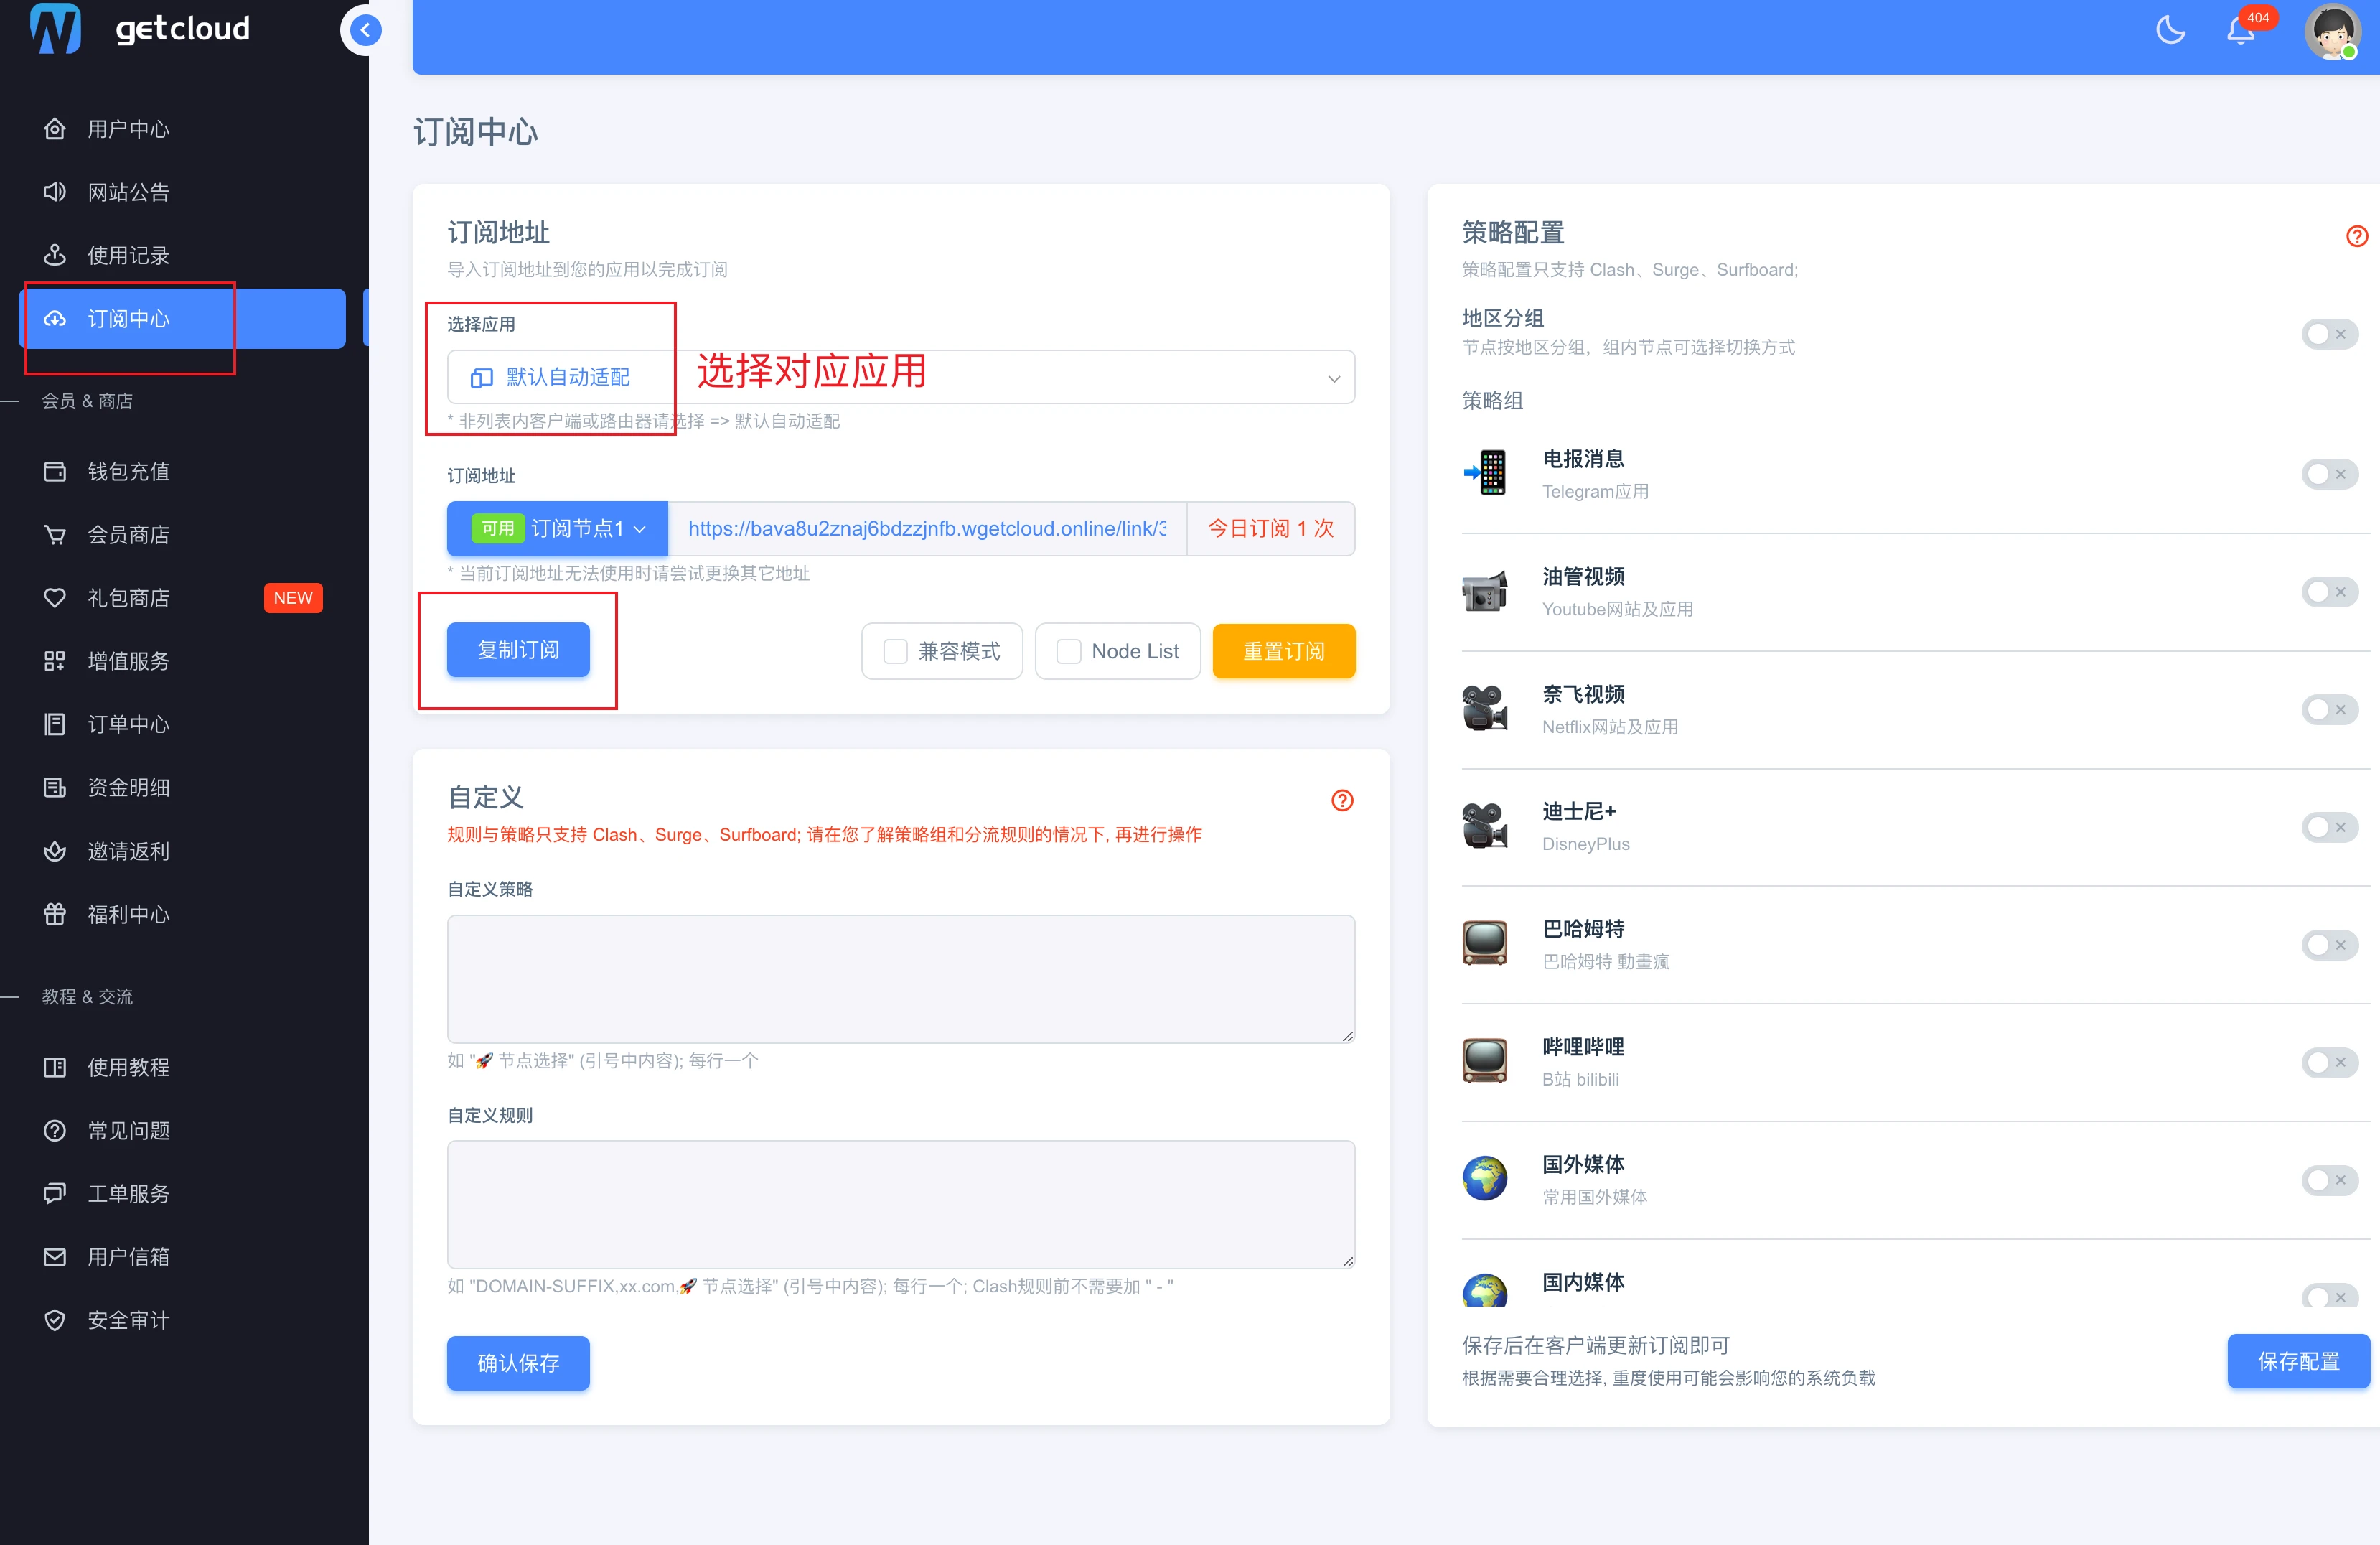 getcloud
404
用户中心
网站公告
使用记录
订阅中心
会员 & 商店
钱包充值
会员商店
礼包商店
NEW
增值服务
订单中心
资金明细
邀请返利
福利中心
教程 & 交流
使用教程
常见问题
工单服务
用户信箱
安全审计
订阅中心
订阅地址
导入订阅地址到您的应用以完成订阅
选择应用
默认自动适配
选择对应应用
* 非列表内客户端或路由器请选择 => 默认自动适配
订阅地址
可用 订阅节点1
https://bava8u2znaj6bdzzjnfb.wgetcloud.online/link/3
今日订阅 1 次
* 当前订阅地址无法使用时请尝试更换其它地址
复制订阅
兼容模式
Node List
重置订阅
自定义
规则与策略只支持 Clash、Surge、Surfboard; 请在您了解策略组和分流规则的情况下, 再进行操作
自定义策略
如 "🚀 节点选择" (引号中内容); 每行一个
自定义规则
如 "DOMAIN-SUFFIX,xx.com,🚀 节点选择" (引号中内容); 每行一个; Clash规则前不需要加 " - "
确认保存
策略配置
策略配置只支持 Clash、Surge、Surfboard;
地区分组
节点按地区分组，组内节点可选择切换方式
策略组
电报消息
Telegram应用
油管视频
Youtube网站及应用
奈飞视频
Netflix网站及应用
迪士尼+
DisneyPlus
巴哈姆特
巴哈姆特 動畫瘋
哔哩哔哩
B站 bilibili
国外媒体
常用国外媒体
国内媒体
保存后在客户端更新订阅即可
根据需要合理选择, 重度使用可能会影响您的系统负载
保存配置